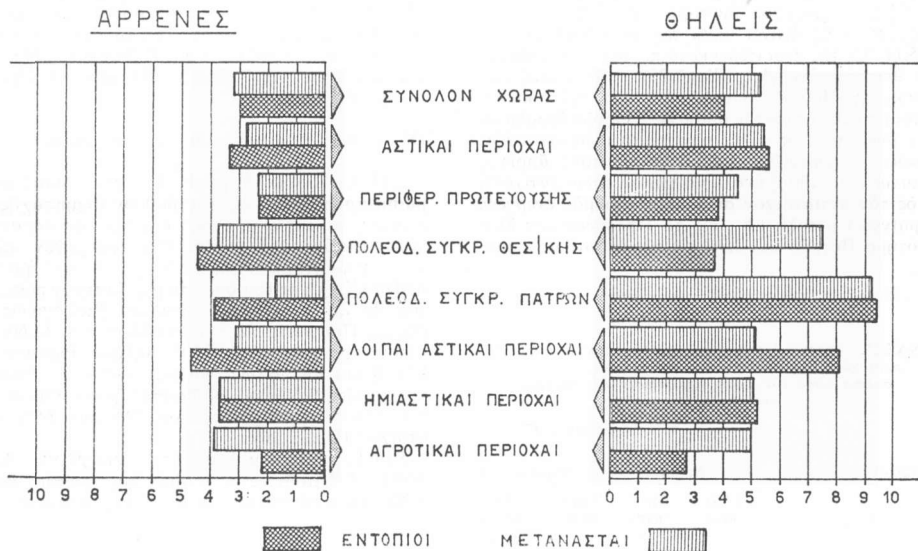 ΑΡΡΕΝΕΣ
ΘΗΛΕΙΣ
ΣΥΝΟΛΟΝ ΧΩΡΑΣ
ΑΣΤΙΚΑΙ ΠΕΡΙΟΧΑΙ
ΠΕΡΙΦΕΡ. ΠΡΩΤΕΥΟΥΣΗΣ
ΠΟΛΕΟΔ. ΣΥΓΚΡ. ΘΕΣ/ΚΗΣ
ΠΟΛΕΟΔ. ΣΥΓΚΡ. ΠΑΤΡΩΝ
ΛΟΙΠΑΙ ΑΣΤΙΚΑΙ ΠΕΡΙΟΧΑΙ
ΗΜΙΑΣΤΙΚΑΙ ΠΕΡΙΟΧΑΙ
ΑΓΡΟΤΙΚΑΙ ΠΕΡΙΟΧΑΙ
10 9 8 7 6 5 4 3 2 1 0
0 1 2 3 4 5 6 7 8 9 10
ΕΝΤΟΠΙΟΙ
ΜΕΤΑΝΑΣΤΑΙ